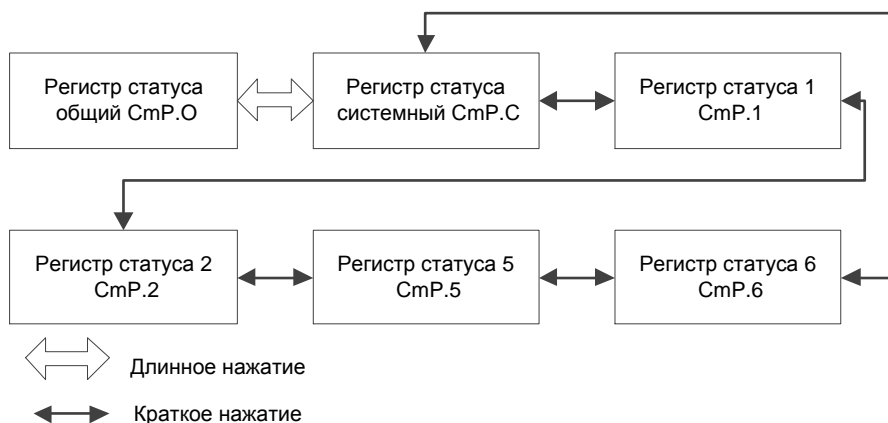 Регистр статуса
общий CmP.O
Регистр статуса
системный CmP.C
Регистр статуса 1
CmP.1
Регистр статуса 2
CmP.2
Регистр статуса 5
CmP.5
Регистр статуса 6
CmP.6
Длинное нажатие
Краткое нажатие